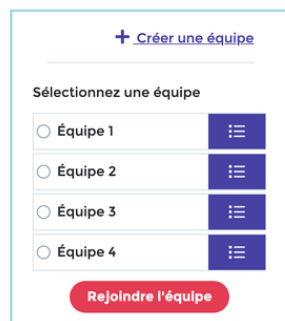 Créer une équipe
Sélectionnez une équipe
Équipe 1
Équipe 2
Équipe 3
Équipe 4
Rejoindre l'équipe